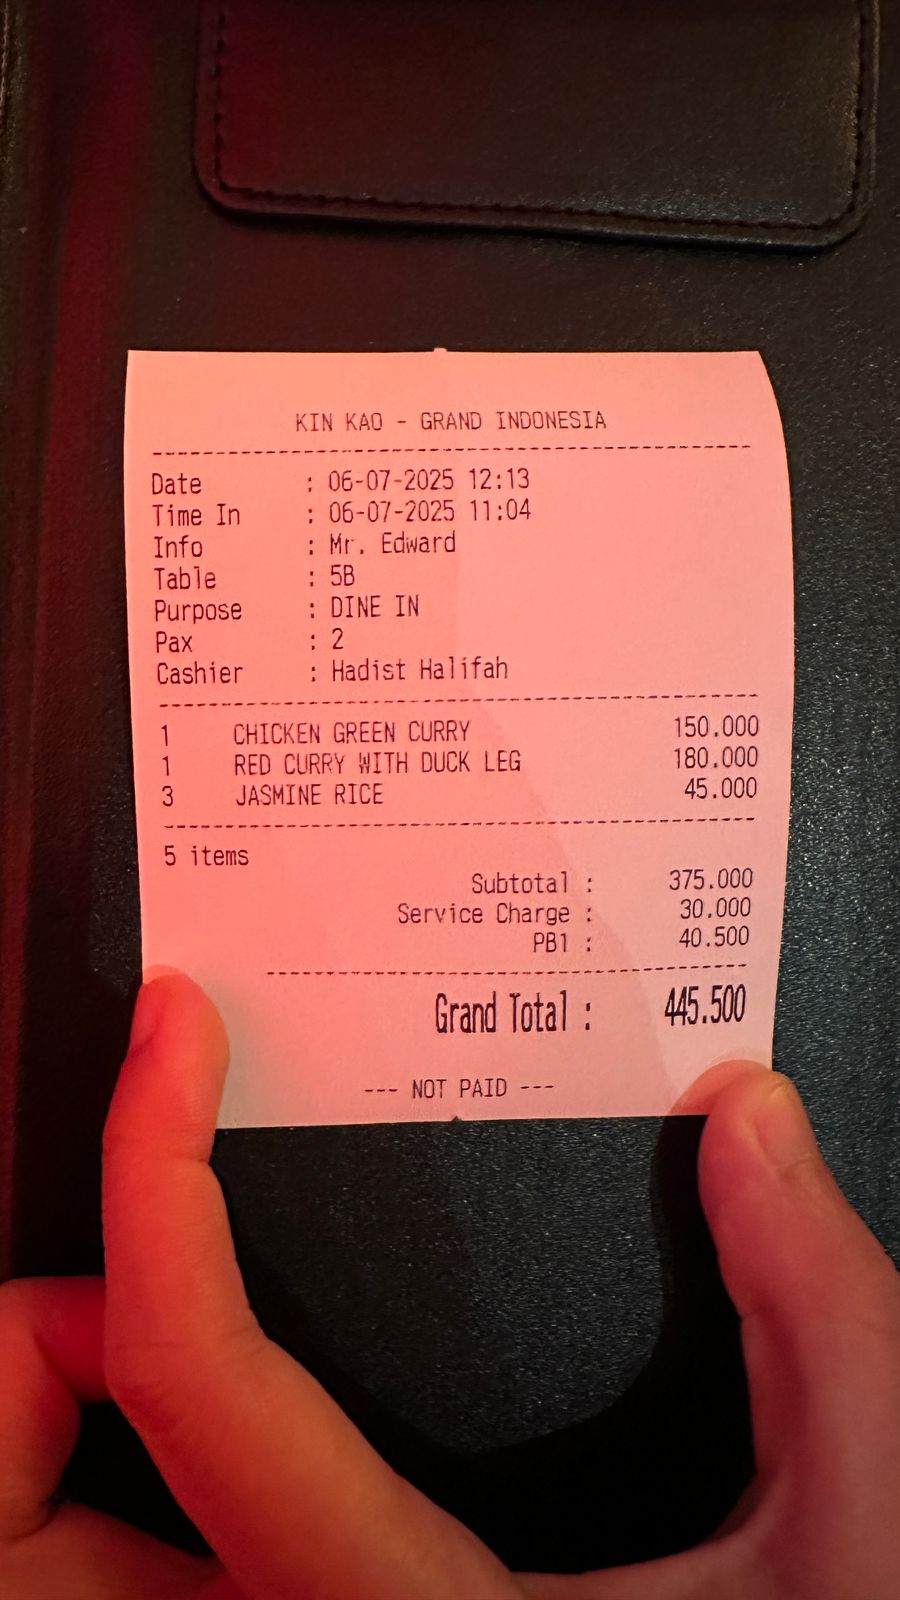 KIN KAO - GRAND INDONESIA
Date : 06-07-2025 12:13
Time In : 06-07-2025 11:04
Info : Mr. Edward
Table : 5B
Purpose : DINE IN
Pax : 2
Cashier : Hadist Halifah
1 CHICKEN GREEN CURRY 150.000
1 RED CURRY WITH DUCK LEG 180.000
3 JASMINE RICE 45.000
5 items
Subtotal : 375.000
Service Charge : 30.000
PB1 : 40.500
Grand Total : 445.500
--- NOT PAID ---